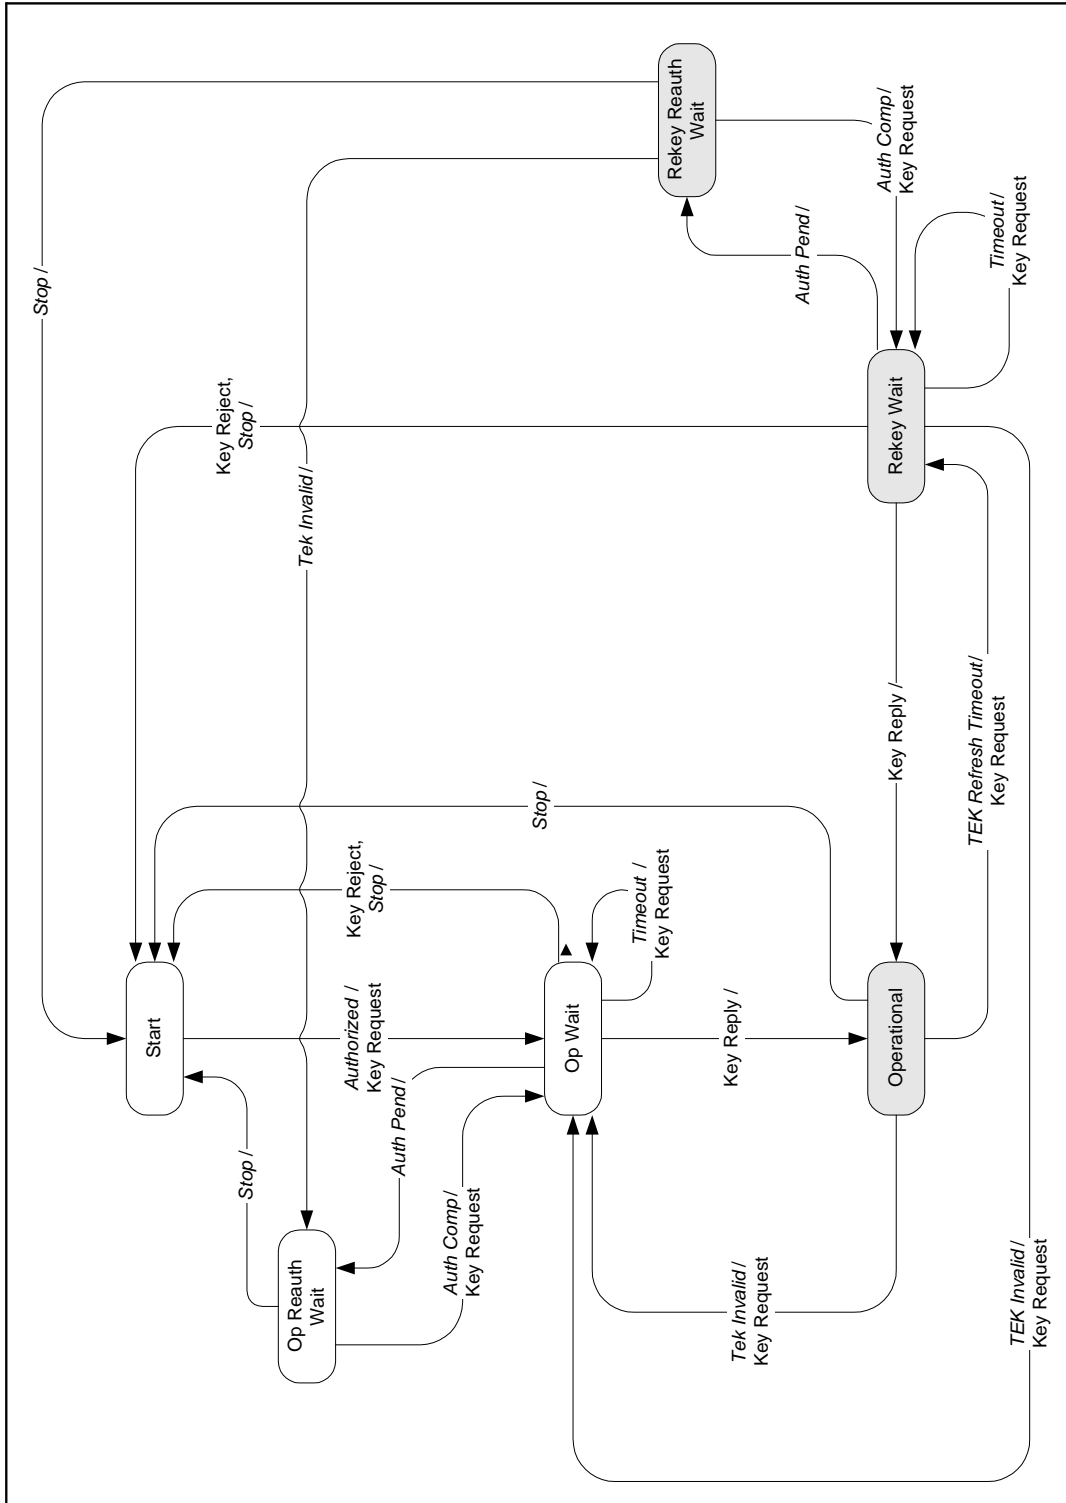 Stop /
Tek Invalid /
Key Reject,
Stop /
Rekey Reauth
Wait
Auth Pend /
Auth Comp /
Key Request
Timeout /
Key Request
Rekey Wait
Key Reply /
TEK Refresh Timeout /
Key Request
Stop /
Key Reject,
Stop /
Timeout /
Key Request
Start
Authorized /
Key Request
Op Wait
Key Reply /
Operational
Stop /
Auth Pend /
Op Reauth
Wait
Auth Comp /
Key Request
Tek Invalid /
Key Request
TEK Invalid /
Key Request